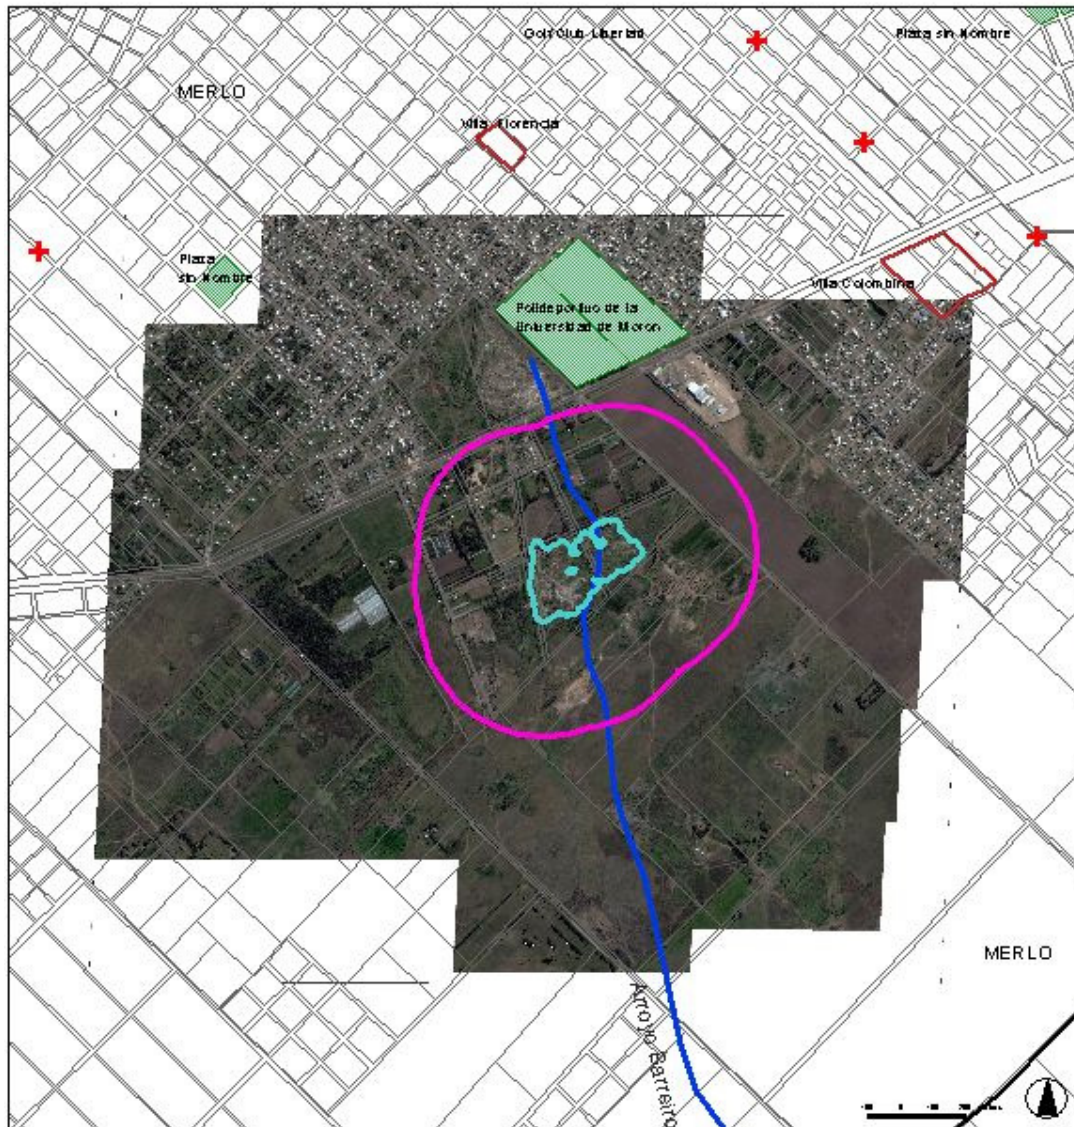 Golf Club Libertad
Plaza sin Nombre
MERLO
Villa Florencia
Plaza
sin Nombre
Villa Colombina
Polideportivo de la
Universidad de Moron
MERLO
Arroyo Barreiro